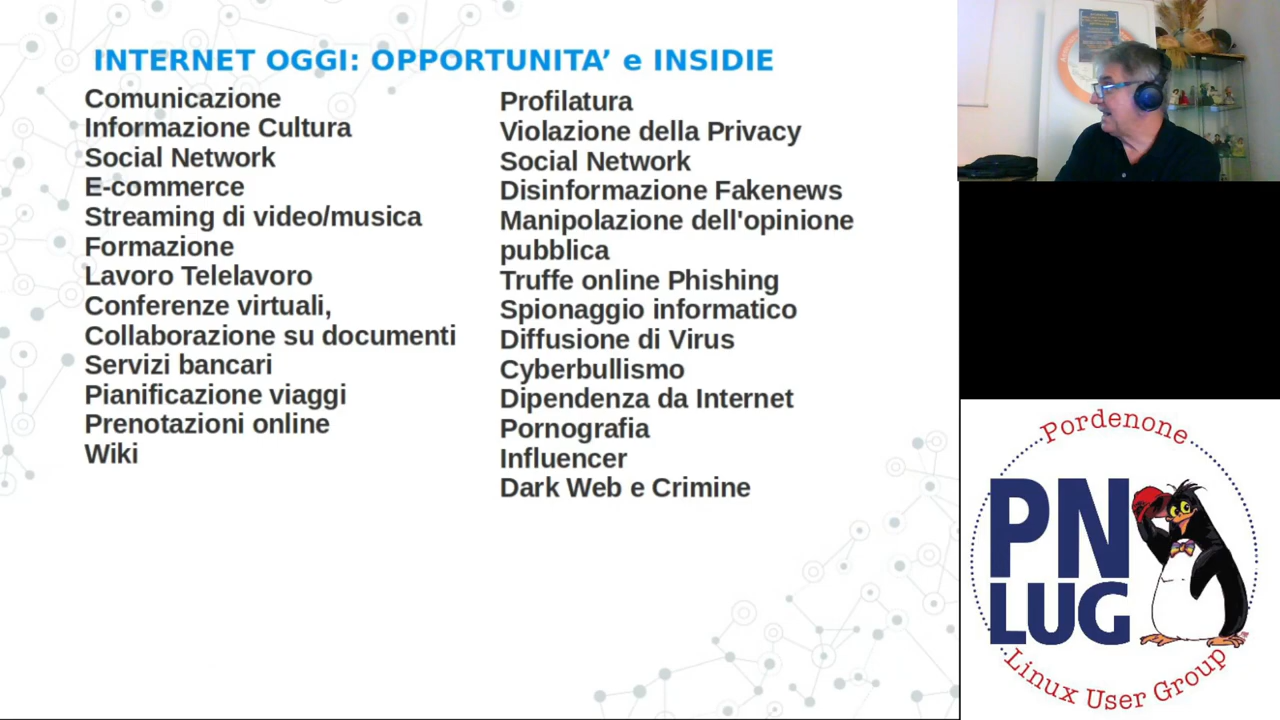 INTERNET OGGI: OPPORTUNITA’ e INSIDIE
Comunicazione
Informazione Cultura
Social Network
E-commerce
Streaming di video/musica
Formazione
Lavoro Telelavoro
Conferenze virtuali,
Collaborazione su documenti
Servizi bancari
Pianificazione viaggi
Prenotazioni online
Wiki
Profilatura
Violazione della Privacy
Social Network
Disinformazione Fakenews
Manipolazione dell'opinione
pubblica
Truffe online Phishing
Spionaggio informatico
Diffusione di Virus
Cyberbullismo
Dipendenza da Internet
Pornografia
Influencer
Dark Web e Crimine
Pordenone
PN
LUG
Linux User Group